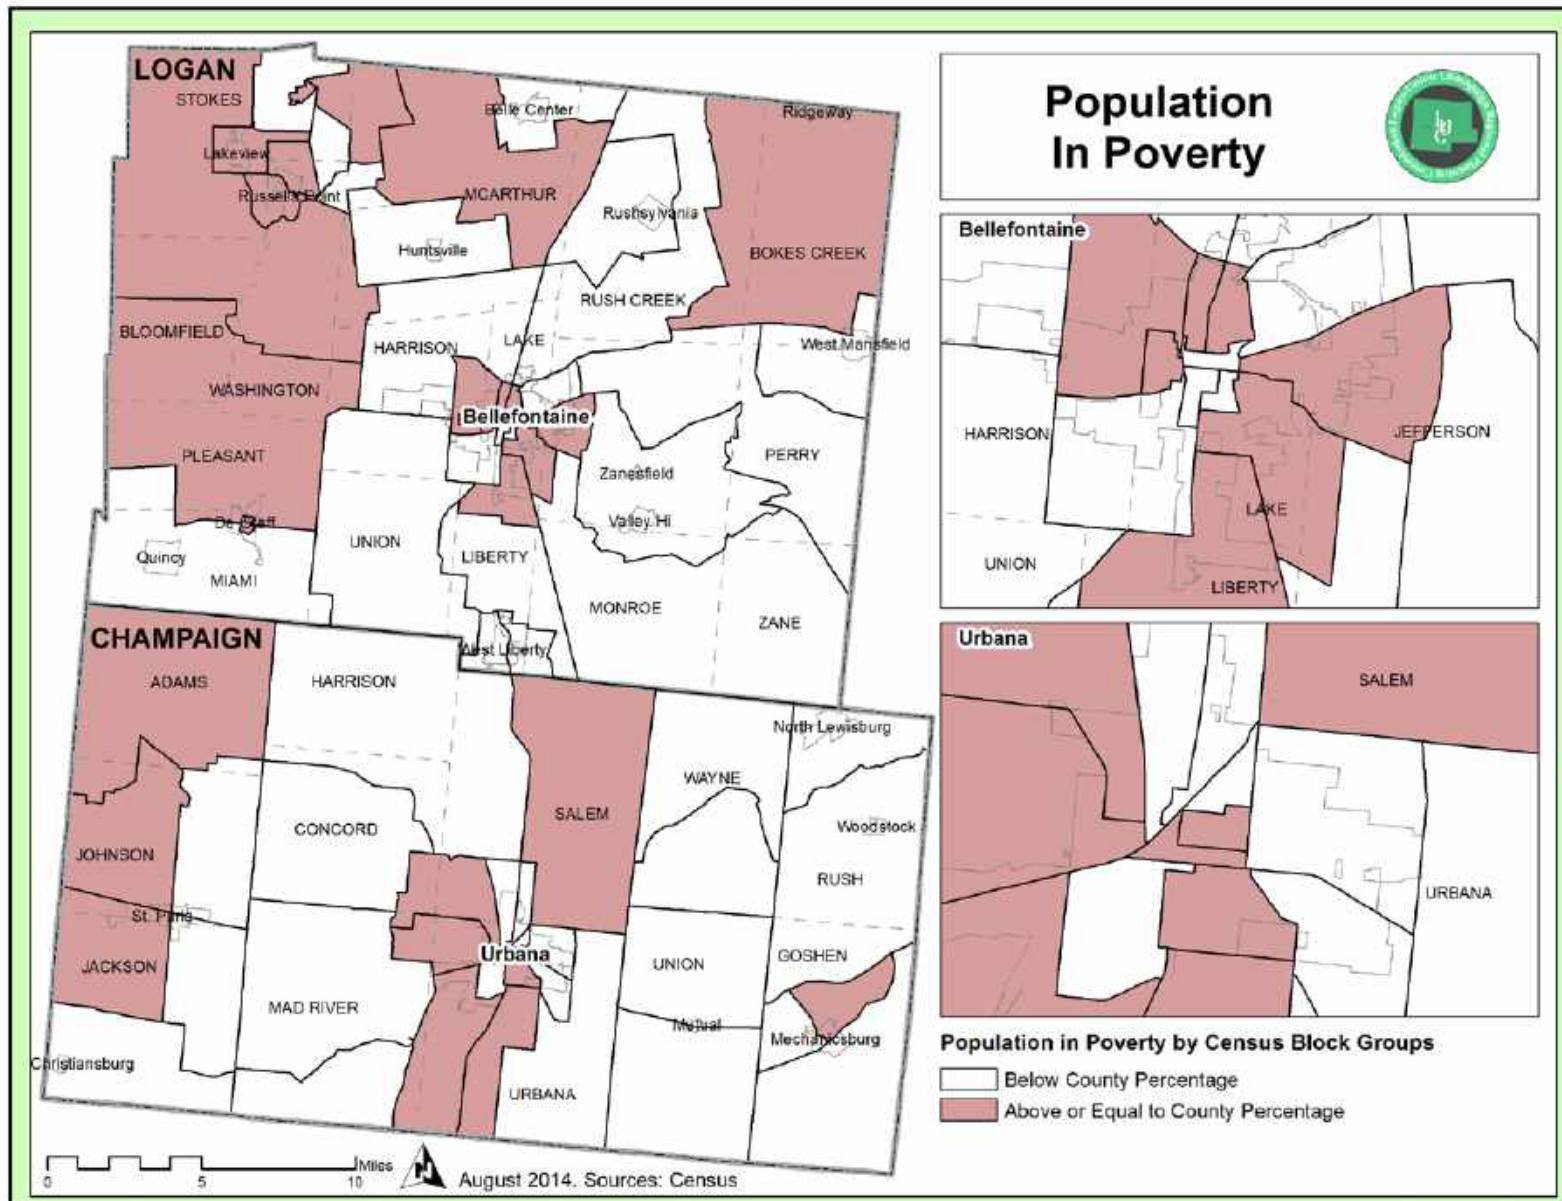 LOGAN
STOKES
Belle Center
Ridgeway
Lakeview
Russells Point
MCARTHUR
Rushsylvania
Huntsville
BOKES CREEK
RUSH CREEK
BLOOMFIELD
HARRISON
LAKE
West Mansfield
WASHINGTON
Bellefontaine
PLEASANT
Zanesfield
PERRY
De Graff
Valley Hi
UNION
Quincy
LIBERTY
MIAMI
MONROE
ZANE
CHAMPAIGN
West Liberty
ADAMS
HARRISON
North Lewisburg
WAYNE
SALEM
CONCORD
Woodstock
JOHNSON
RUSH
St. Paris
Urbana
GOSHEN
JACKSON
UNION
MAD RIVER
Mutual
Mechanicsburg
Christiansburg
URBANA
Miles
0 5 10
N
August 2014. Sources: Census
Population
In Poverty
Bellefontaine
HARRISON
JEFFERSON
LAKE
UNION
LIBERTY
Urbana
SALEM
URBANA
Population in Poverty by Census Block Groups
Below County Percentage
Above or Equal to County Percentage